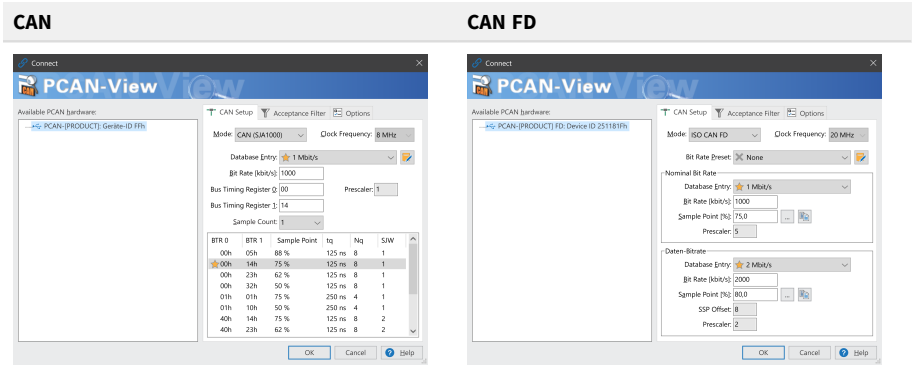 CAN
Connect
PCAN-View
Available PCAN hardware:
PCAN-[PRODUCT]: Geräte-ID FFh
CAN Setup Acceptance Filter Options
Mode: CAN (SJA1000) Clock Frequency: 8 MHz
Database Entry: 1 Mbit/s
Bit Rate [kbit/s]: 1000
Bus Timing Register 0: 00 Prescaler: 1
Bus Timing Register 1: 14
Sample Count: 1
BTR 0 BTR 1 Sample Point tq Nq SJW
00h 05h 88 % 125 ns 8 1
00h 14h 75 % 125 ns 8 1
00h 23h 62 % 125 ns 8 1
00h 32h 50 % 125 ns 8 1
01h 01h 75 % 250 ns 4 1
01h 10h 50 % 250 ns 4 1
40h 14h 75 % 125 ns 8 2
40h 23h 62 % 125 ns 8 2
OK Cancel Help
CAN FD
Connect
PCAN-View
Available PCAN hardware:
PCAN-[PRODUCT] FD: Device ID 251181Fh
CAN Setup Acceptance Filter Options
Mode: ISO CAN FD Clock Frequency: 20 MHz
Bit Rate Preset: None
Nominal Bit Rate
Database Entry: 1 Mbit/s
Bit Rate [kbit/s]: 1000
Sample Point [%]: 75,0 ...
Prescaler: 5
Daten-Bitrate
Database Entry: 2 Mbit/s
Bit Rate [kbit/s]: 2000
Sample Point [%]: 80,0 ...
SSP Offset: 8
Prescaler: 2
OK Cancel Help